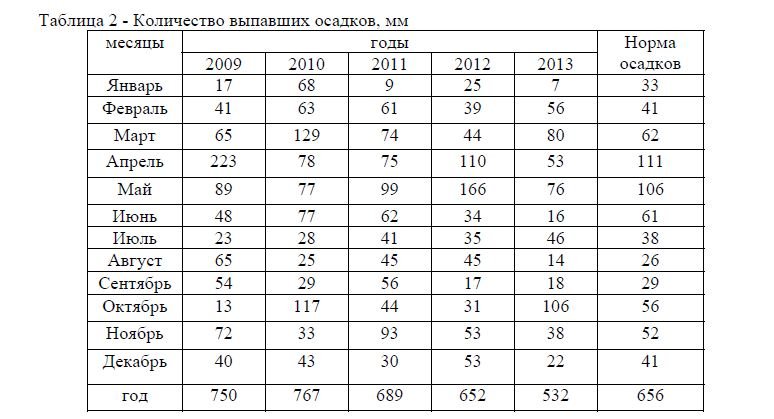 Таблица 2 - Количество выпавших осадков, мм
месяцы годы Норма осадков
2009 2010 2011 2012 2013
Январь 17 68 9 25 7 33
Февраль 41 63 61 39 56 41
Март 65 129 74 44 80 62
Апрель 223 78 75 110 53 111
Май 89 77 99 166 76 106
Июнь 48 77 62 34 16 61
Июль 23 28 41 35 46 38
Август 65 25 45 45 14 26
Сентябрь 54 29 56 17 18 29
Октябрь 13 117 44 31 106 56
Ноябрь 72 33 93 53 38 52
Декабрь 40 43 30 53 22 41
год 750 767 689 652 532 656